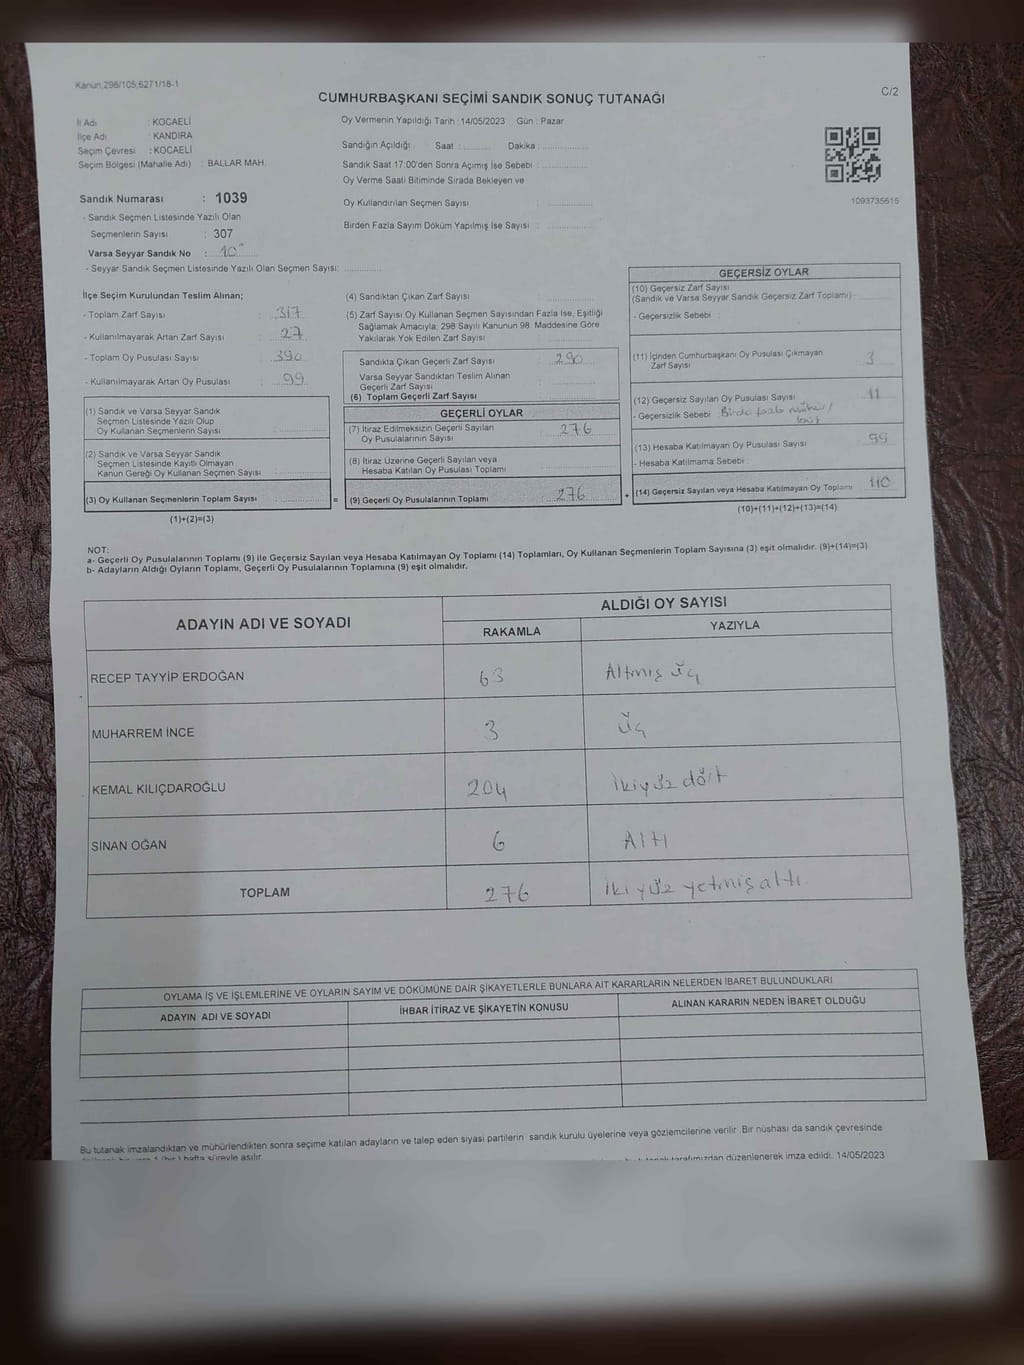 Kanun.298/105;6271/18-1
CUMHURBAŞKANI SEÇİMİ SANDIK SONUÇ TUTANAĞI
C/2
İl Adı : KOCAELİ
İlçe Adı : KANDIRA
Seçim Çevresi : KOCAELİ
Seçim Bölgesi (Mahalle Adı) : BALLAR MAH.
Oy Vermenin Yapıldığı Tarih : 14/05/2023 Gün : Pazar
Sandığın Açıldığı Saat : ........... Dakika : ...............
Sandık Saat 17:00'den Sonra Açımış İse Sebebi : ...............
Oy Verme Saati Bitiminde Sırada Bekleyen ve
Oy Kullandırılan Seçmen Sayısı : ...............
Birden Fazla Sayım Döküm Yapılmış İse Sayısı : ...............
1093735615
Sandık Numarası : 1039
- Sandık Seçmen Listesinde Yazılı Olan
Seçmenlerin Sayısı : 307
Varsa Seyyar Sandık No :
- Seyyar Sandık Seçmen Listesinde Yazılı Olan Seçmen Sayısı: .............
İlçe Seçim Kurulundan Teslim Alınan;
- Toplam Zarf Sayısı : 317
- Kullanılmayarak Artan Zarf Sayısı : 27
- Toplam Oy Pusulası Sayısı : 390
- Kullanılmayarak Artan Oy Pusulası : 99
(1) Sandık ve Varsa Seyyar Sandık
Seçmen Listesinde Yazılı Olup
Oy Kullanan Seçmenlerin Sayısı :
(2) Sandık ve Varsa Seyyar Sandık
Seçmen Listesinde Kayıtlı Olmayan
Kanun Gereği Oy Kullanan Seçmen Sayısı :
(3) Oy Kullanan Seçmenlerin Toplam Sayısı :
(1)+(2)=(3)
=
(4) Sandıktan Çıkan Zarf Sayısı :
(5) Zarf Sayısı Oy Kullanan Seçmen Sayısından Fazla İse, Eşitliği
Sağlamak Amacıyla, 298 Sayılı Kanunun 98. Maddesine Göre
Yakılarak Yok Edilen Zarf Sayısı :
Sandıkta Çıkan Geçerli Zarf Sayısı : 290
Varsa Seyyar Sandıktan Teslim Alınan
Geçerli Zarf Sayısı :
(6) Toplam Geçerli Zarf Sayısı :
GEÇERLİ OYLAR
(7) İtiraz Edilmeksizin Geçerli Sayılan
Oy Pusulalarının Sayısı : 276
(8) İtiraz Üzerine Geçerli Sayılan veya
Hesaba Katılan Oy Pusulası Toplamı :
(9) Geçerli Oy Pusulalarının Toplamı : 276
+
GEÇERSİZ OYLAR
(10) Geçersiz Zarf Sayısı
(Sandık ve Varsa Seyyar Sandık Geçersiz Zarf Toplamı) :
- Geçersizlik Sebebi :
(11) İçinden Cumhurbaşkanı Oy Pusulası Çıkmayan
Zarf Sayısı : 3
(12) Geçersiz Sayılan Oy Pusulası Sayısı : 11
- Geçersizlik Sebebi : Birden fazla mühür /
(13) Hesaba Katılmayan Oy Pusulası Sayısı : 99
- Hesaba Katılmama Sebebi :
(14) Geçersiz Sayılan veya Hesaba Katılmayan Oy Toplamı : 110
(10)+(11)+(12)+(13)=(14)
NOT:
a- Geçerli Oy Pusulalarının Toplamı (9) ile Geçersiz Sayılan veya Hesaba Katılmayan Oy Toplamı (14) Toplamları, Oy Kullanan Seçmenlerin Toplam Sayısına (3) eşit olmalıdır. (9)+(14)=(3)
b- Adayların Aldığı Oyların Toplamı, Geçerli Oy Pusulalarının Toplamına (9) eşit olmalıdır.
ADAYIN ADI VE SOYADI
ALDIĞI OY SAYISI
RAKAMLA YAZIYLA
RECEP TAYYİP ERDOĞAN 63 Altmış üç
MUHARREM İNCE 3 üç
KEMAL KILIÇDAROĞLU 204 İkiyüz dört
SİNAN OĞAN 6 Altı
TOPLAM 276 İkiyüz yetmiş altı
OYLAMA İŞ VE İŞLEMLERİNE VE OYLARIN SAYIM VE DÖKÜMÜNE DAİR ŞİKAYETLERLE BUNLARA AİT KARARLARIN NELERDEN İBARET BULUNDUKLARI
ADAYIN ADI VE SOYADI İHBAR İTİRAZ VE ŞİKAYETİN KONUSU ALINAN KARARIN NEDEN İBARET OLDUĞU
Bu tutanak imzalandıktan ve mühürlendikten sonra seçime katılan adayların ve talep eden siyasi partilerin sandık kurulu üyelerine veya gözlemcilerine verilir. Bir nüshası da sandık çevresinde
1 (bir) hafta süreyle asılır. tarafımızdan düzenlenerek imza edildi. 14/05/2023